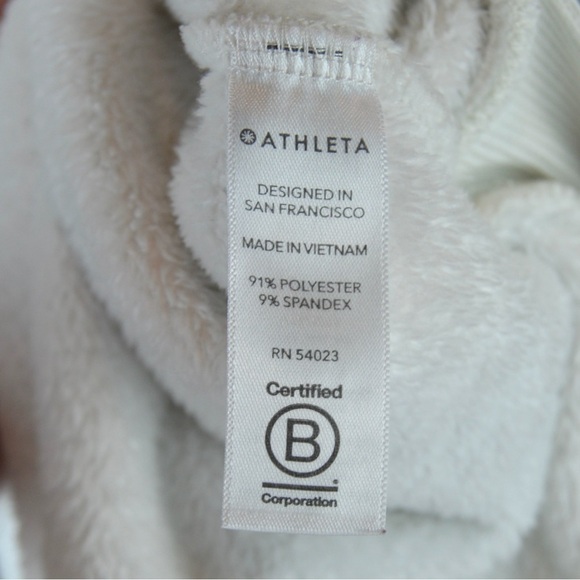 ATHLETA
DESIGNED IN
SAN FRANCISCO
MADE IN VIETNAM
91% POLYESTER
9% SPANDEX
RN 54023
Certified
B
Corporation